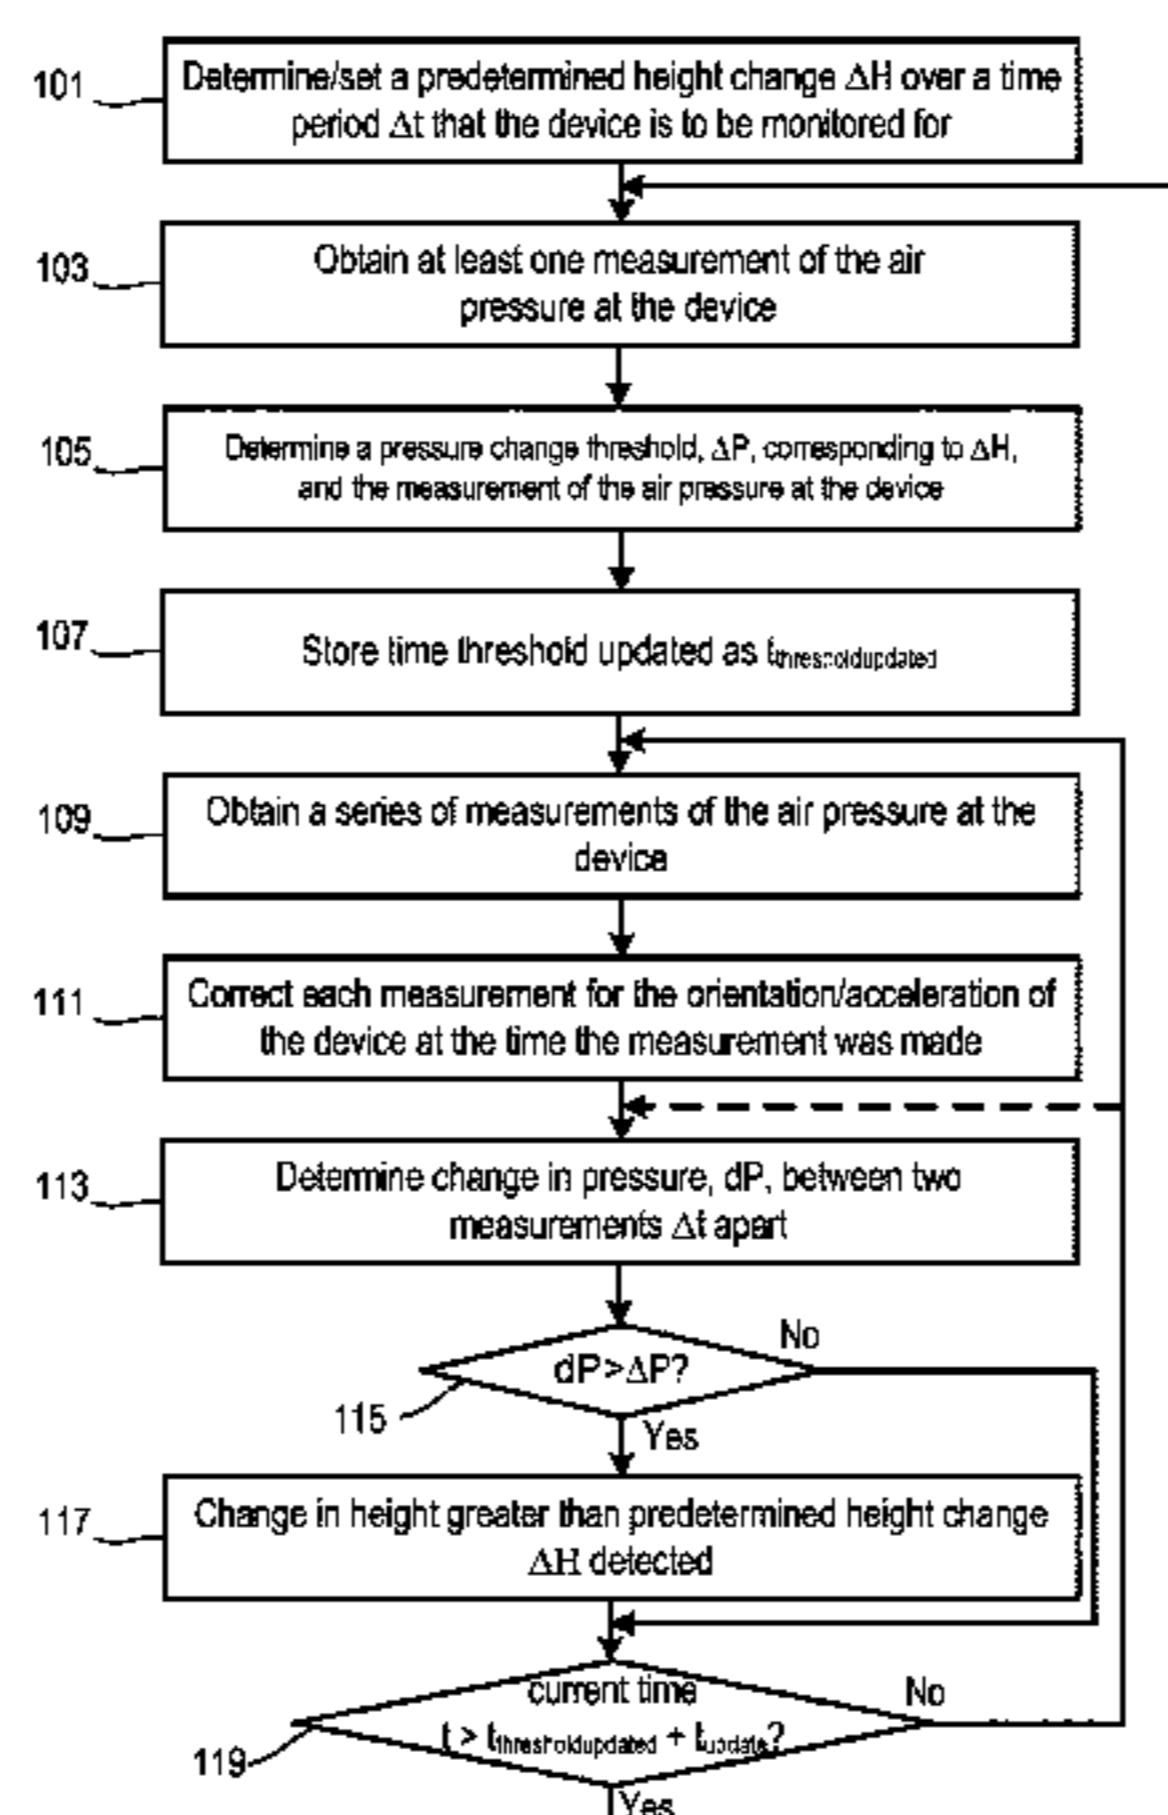 101
Determine/set a predetermined height change ΔH over a time
period Δt that the device is to be monitored for
103
Obtain at least one measurement of the air
pressure at the device
105
Determine a pressure change threshold, ΔP, corresponding to ΔH,
and the measurement of the air pressure at the device
107
Store time threshold updated as tthresholdupdated
109
Obtain a series of measurements of the air pressure at the
device
111
Correct each measurement for the orientation/acceleration of
the device at the time the measurement was made
113
Determine change in pressure, dP, between two
measurements Δt apart
No
dP>ΔP?
115
Yes
117
Change in height greater than predetermined height change
ΔH detected
current time
No
t > tthresholdupdated + tupdate?
119
Yes